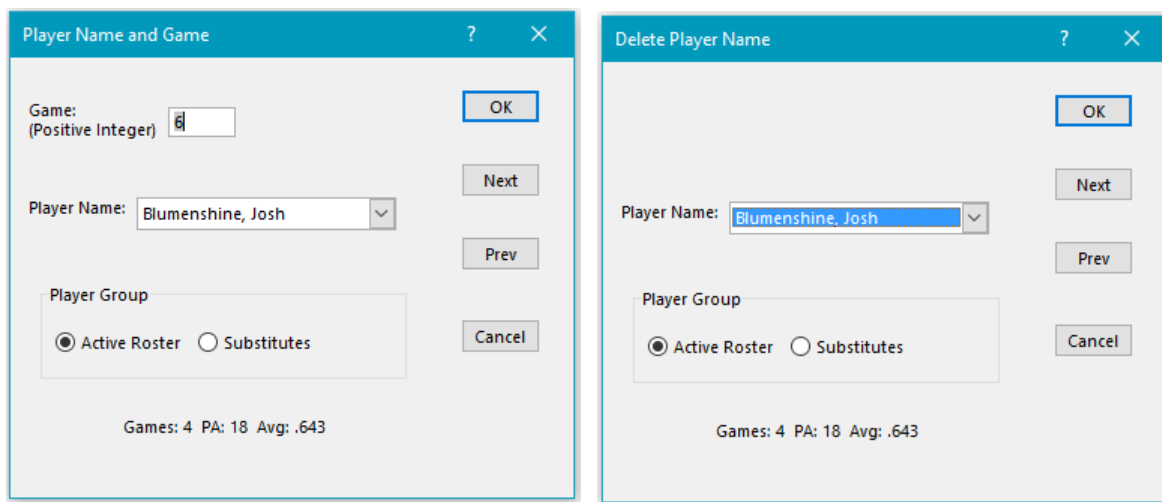 Player Name and Game ? ×
Game:
(Positive Integer) 6
OK
Next
Player Name: Blumenshine, Josh
Prev
Player Group
Active Roster Substitutes
Cancel
Games: 4 PA: 18 Avg: .643
Delete Player Name ? ×
OK
Next
Player Name: Blumenshine, Josh
Prev
Player Group
Active Roster Substitutes
Cancel
Games: 4 PA: 18 Avg: .643